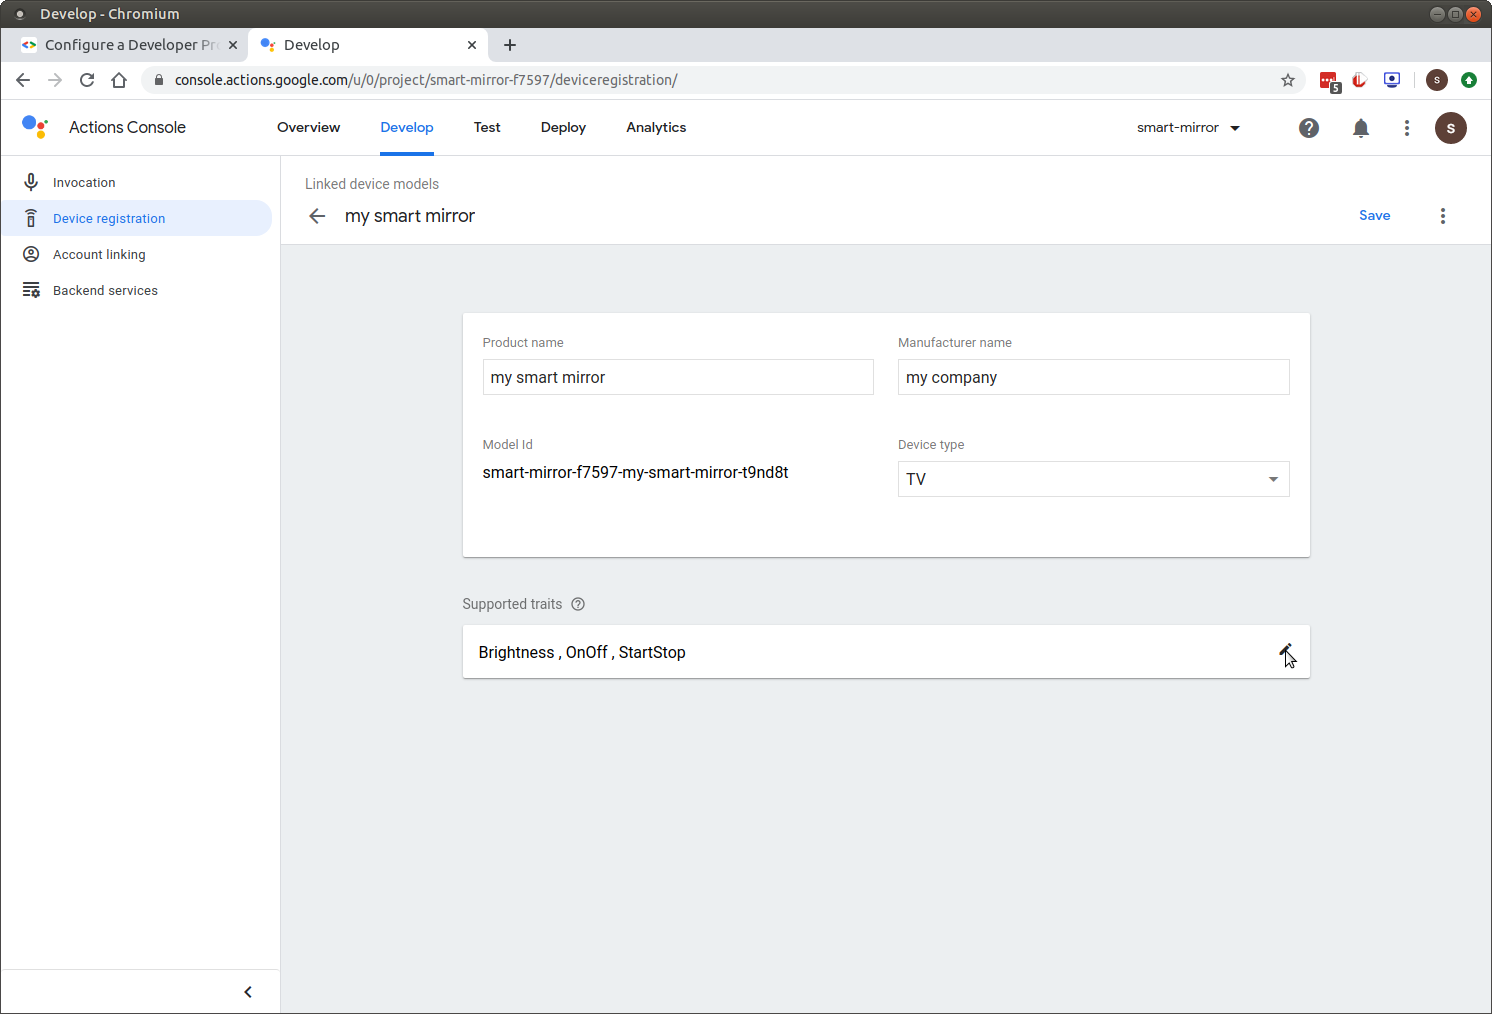 Develop - Chromium
Configure a Developer Pr
Develop
console.actions.google.com/u/0/project/smart-mirror-f7597/deviceregistration/
5
S
Actions Console
Overview
Develop
Test
Deploy
Analytics
smart-mirror
S
Invocation
Device registration
Account linking
Backend services
Linked device models
my smart mirror
Save
Product name
my smart mirror
Manufacturer name
my company
Model Id
smart-mirror-f7597-my-smart-mirror-t9nd8t
Device type
TV
Supported traits
Brightness , OnOff , StartStop